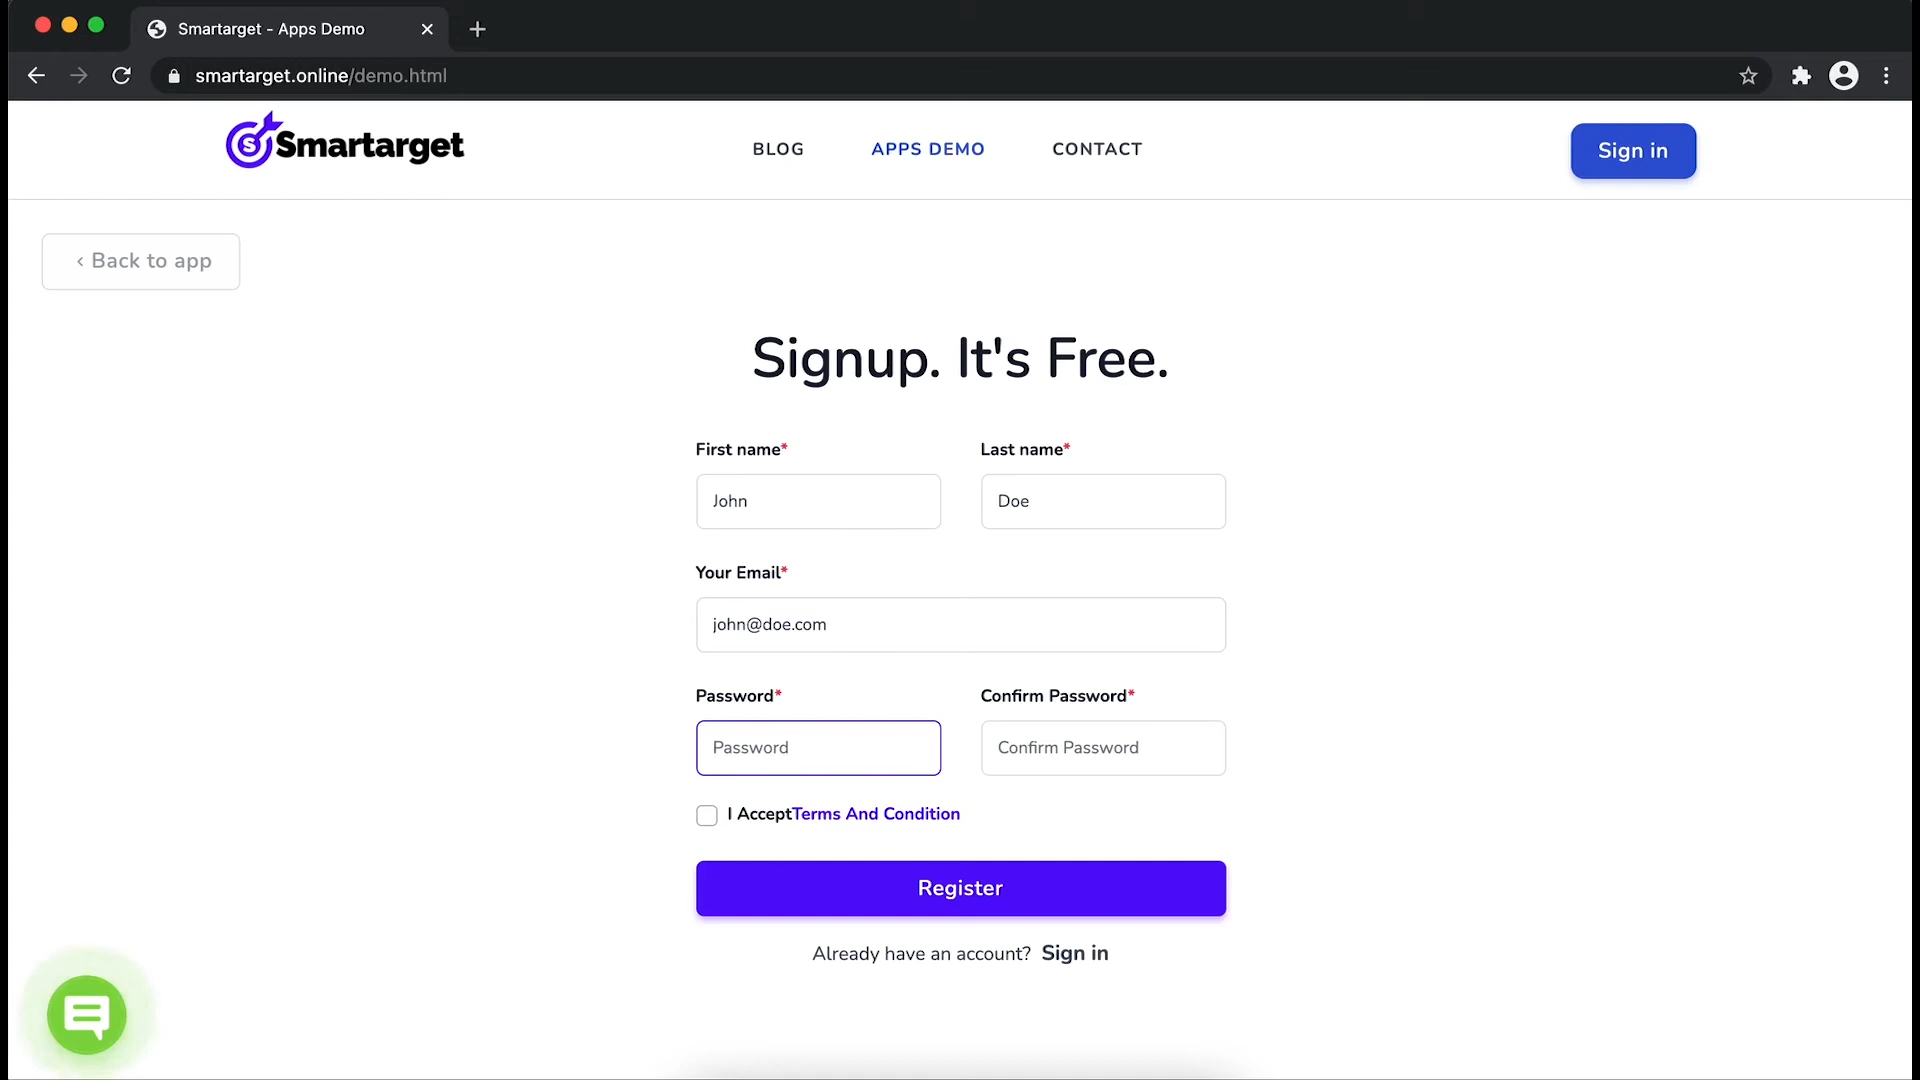 Smartarget - Apps Demo
smartarget.online/demo.html
Smartarget
BLOG
APPS DEMO
CONTACT
Sign in
‹ Back to app
Signup. It's Free.
First name*
Last name*
John
Doe
Your Email*
john@doe.com
Password*
Confirm Password*
Password
Confirm Password
I AcceptTerms And Condition
Register
Already have an account? Sign in